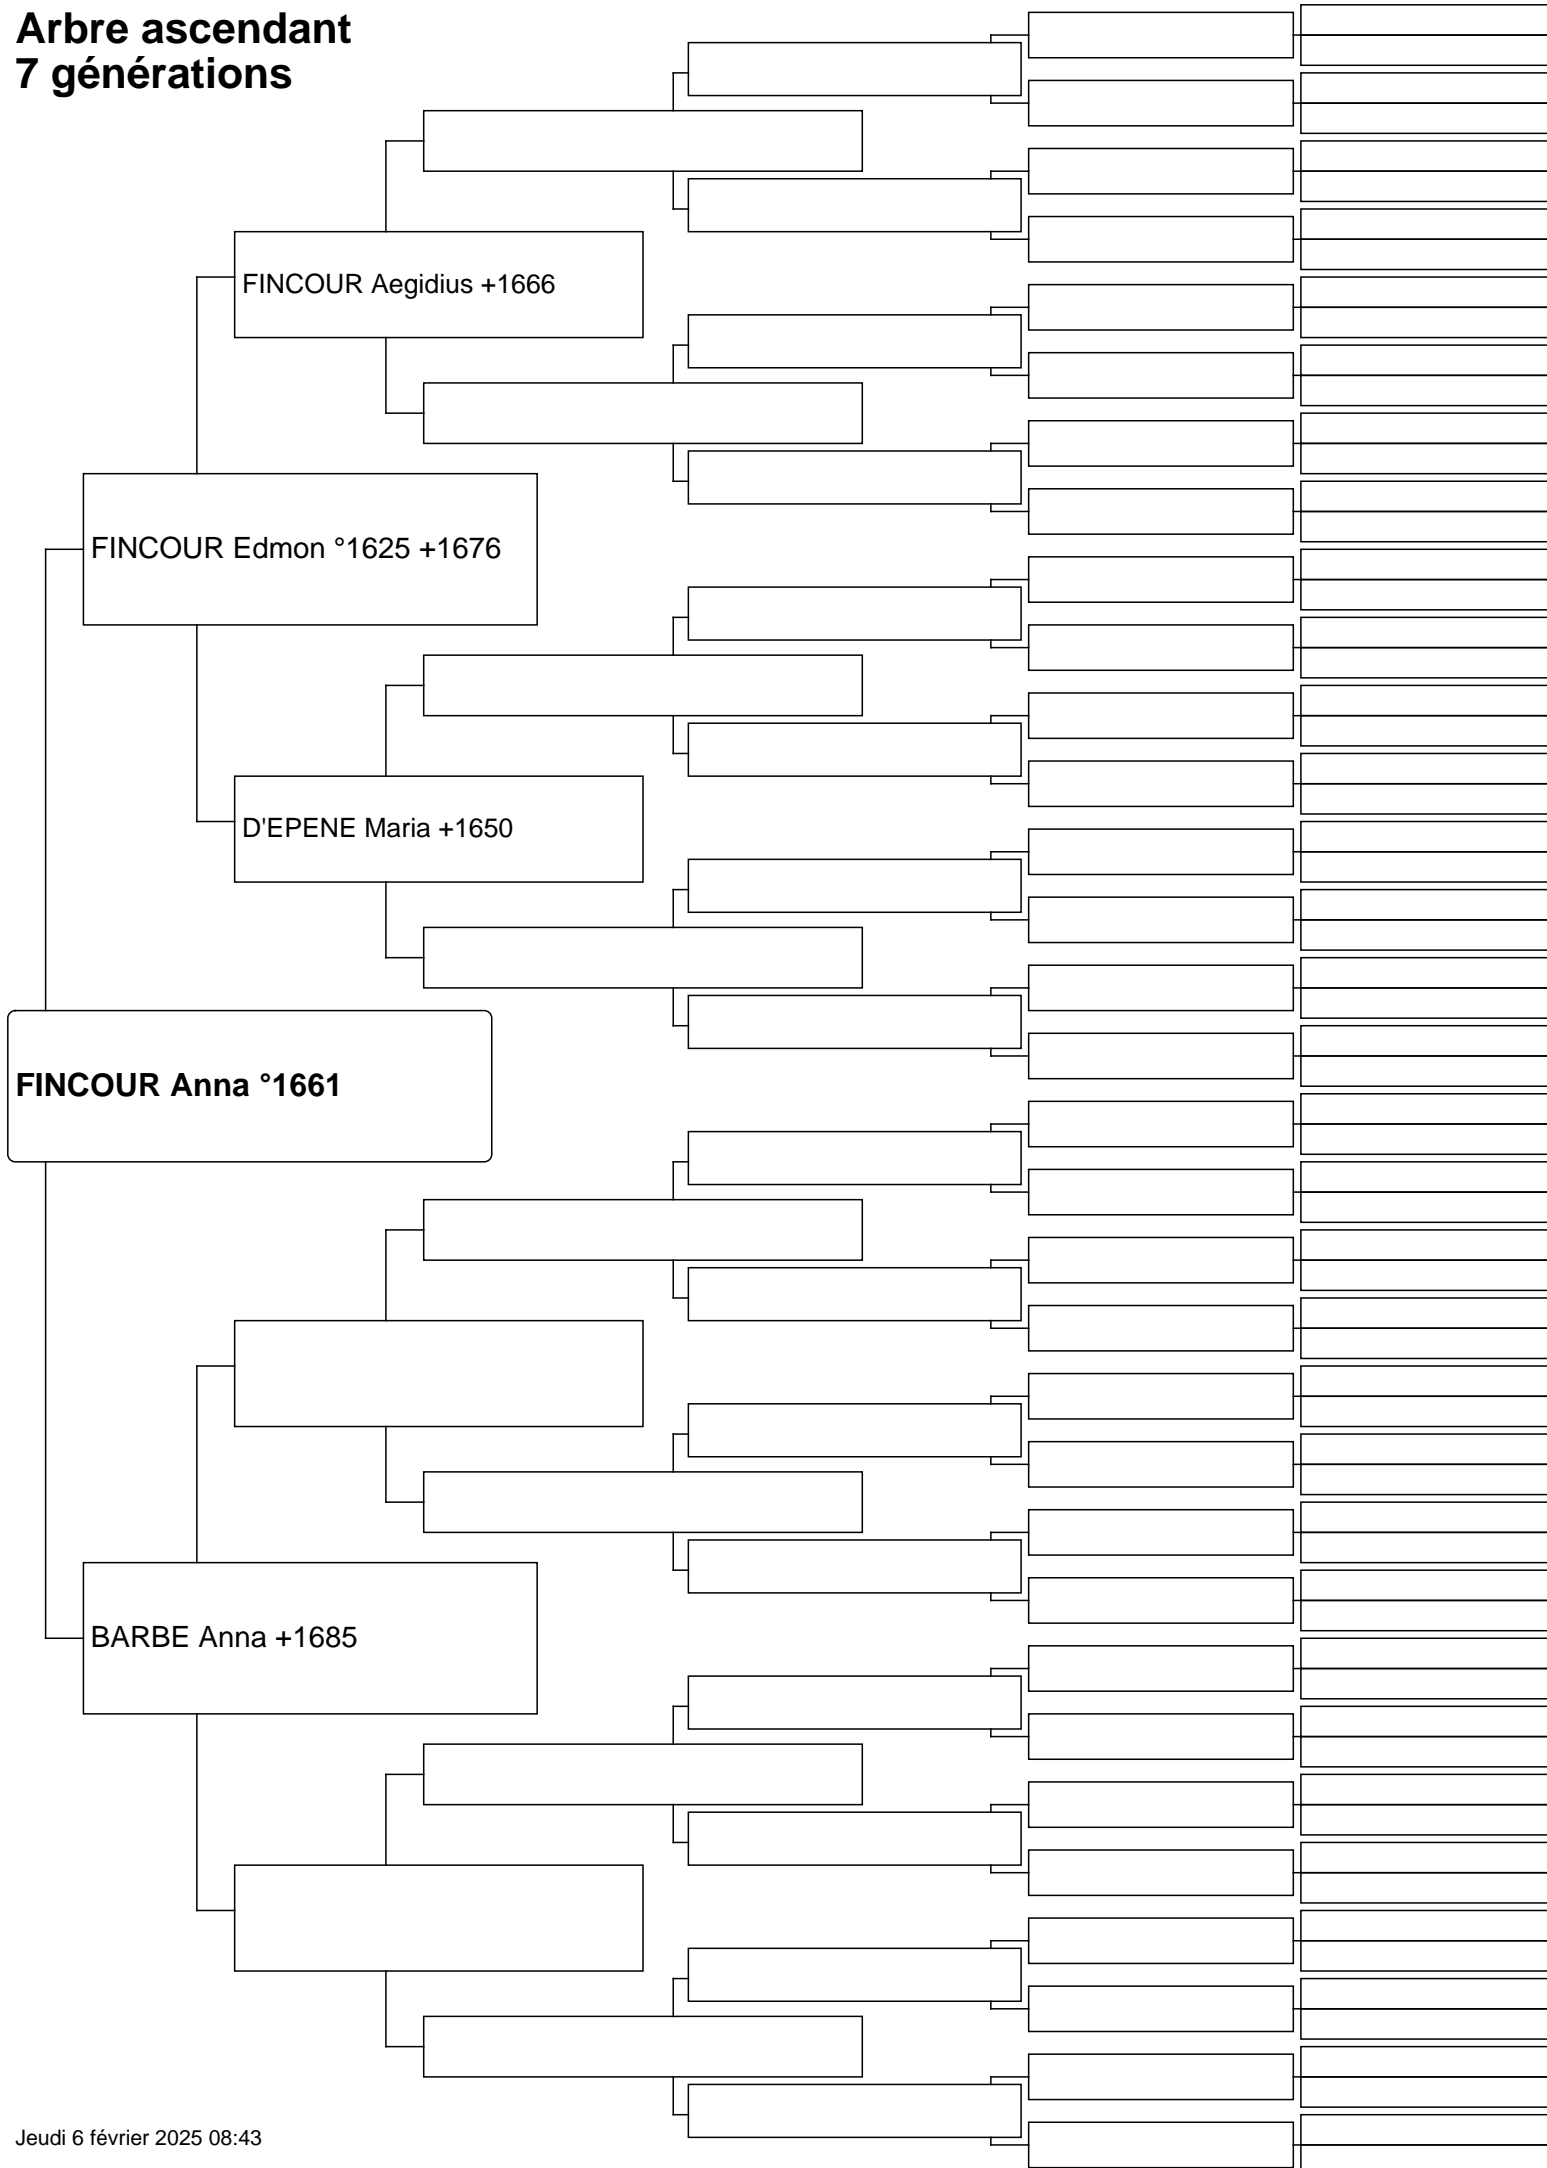 Arbre ascendant
7 générations
FINCOUR Aegidius +1666
FINCOUR Edmon °1625 +1676
D'EPENE Maria +1650
FINCOUR Anna °1661
BARBE Anna +1685
Jeudi 6 février 2025 08:43